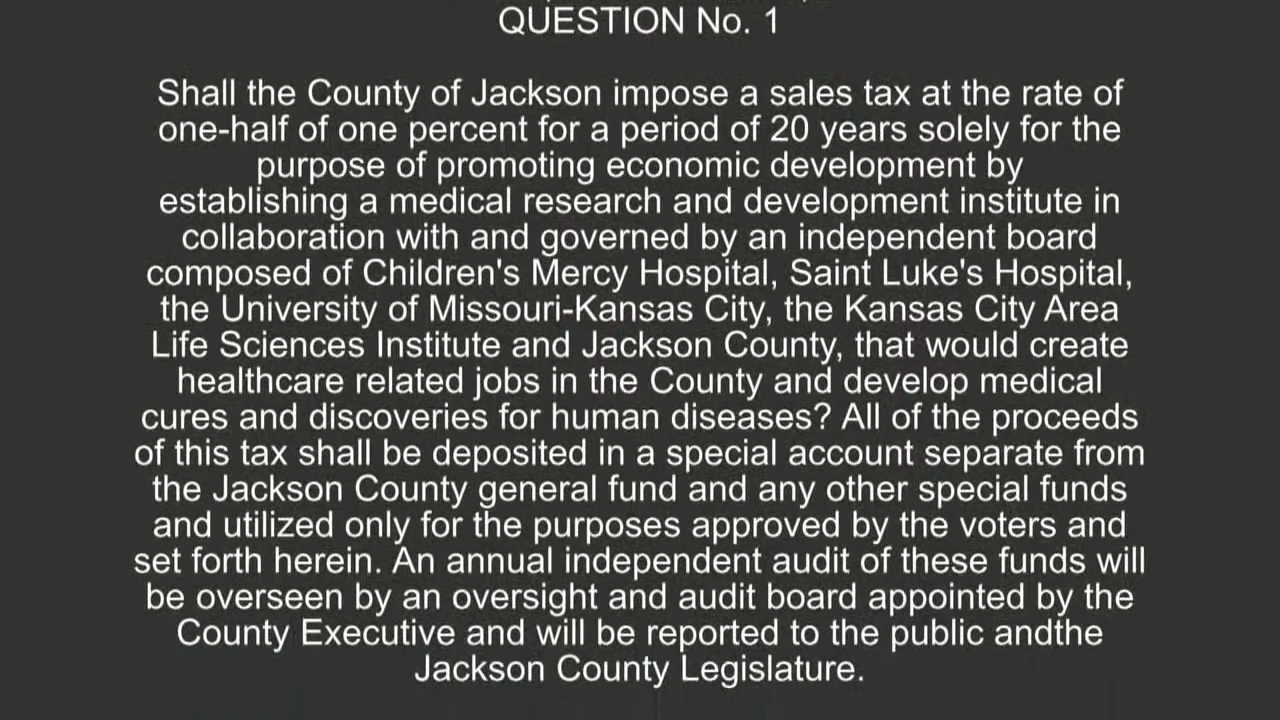 QUESTION No. 1
Shall the County of Jackson impose a sales tax at the rate of
one-half of one percent for a period of 20 years solely for the
purpose of promoting economic development by
establishing a medical research and development institute in
collaboration with and governed by an independent board
composed of Children's Mercy Hospital, Saint Luke's Hospital,
the University of Missouri-Kansas City, the Kansas City Area
Life Sciences Institute and Jackson County, that would create
healthcare related jobs in the County and develop medical
cures and discoveries for human diseases? All of the proceeds
of this tax shall be deposited in a special account separate from
the Jackson County general fund and any other special funds
and utilized only for the purposes approved by the voters and
set forth herein. An annual independent audit of these funds will
be overseen by an oversight and audit board appointed by the
County Executive and will be reported to the public andthe
Jackson County Legislature.